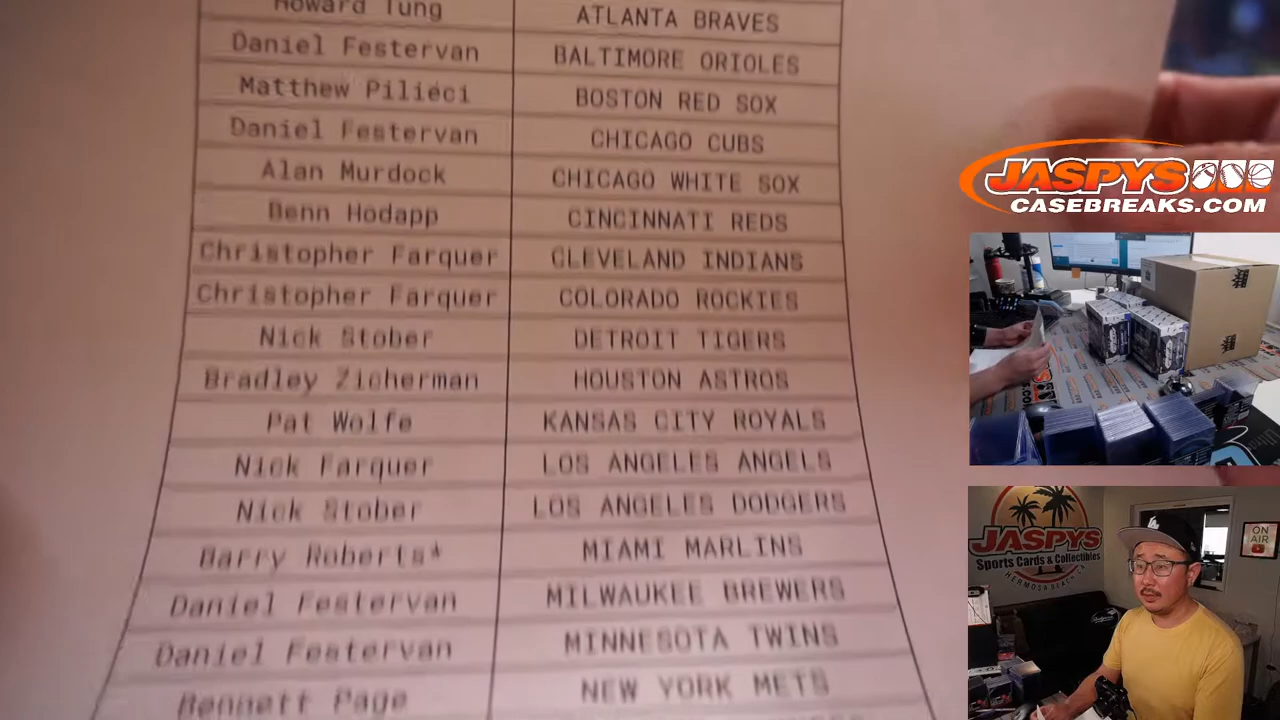 Howard Tung ATLANTA BRAVES
Daniel Festervan BALTIMORE ORIOLES
Matthew Pilieci BOSTON RED SOX
Daniel Festervan CHICAGO CUBS
Alan Murdock CHICAGO WHITE SOX
Benn Hodapp CINCINNATI REDS
Christopher Farquer CLEVELAND INDIANS
Christopher Farquer COLORADO ROCKIES
Nick Stober DETROIT TIGERS
Bradley Zicherman HOUSTON ASTROS
Pat Wolfe KANSAS CITY ROYALS
Nick Farquer LOS ANGELES ANGELS
Nick Stober LOS ANGELES DODGERS
Barry Roberts* MIAMI MARLINS
Daniel Festervan MILWAUKEE BREWERS
Daniel Festervan MINNESOTA TWINS
Bennett Page NEW YORK METS
JASPYS
CASEBREAKS.COM
JASPYS
Sports Cards & Collectibles
HERMOSA BEACH, CA
ON
AIR